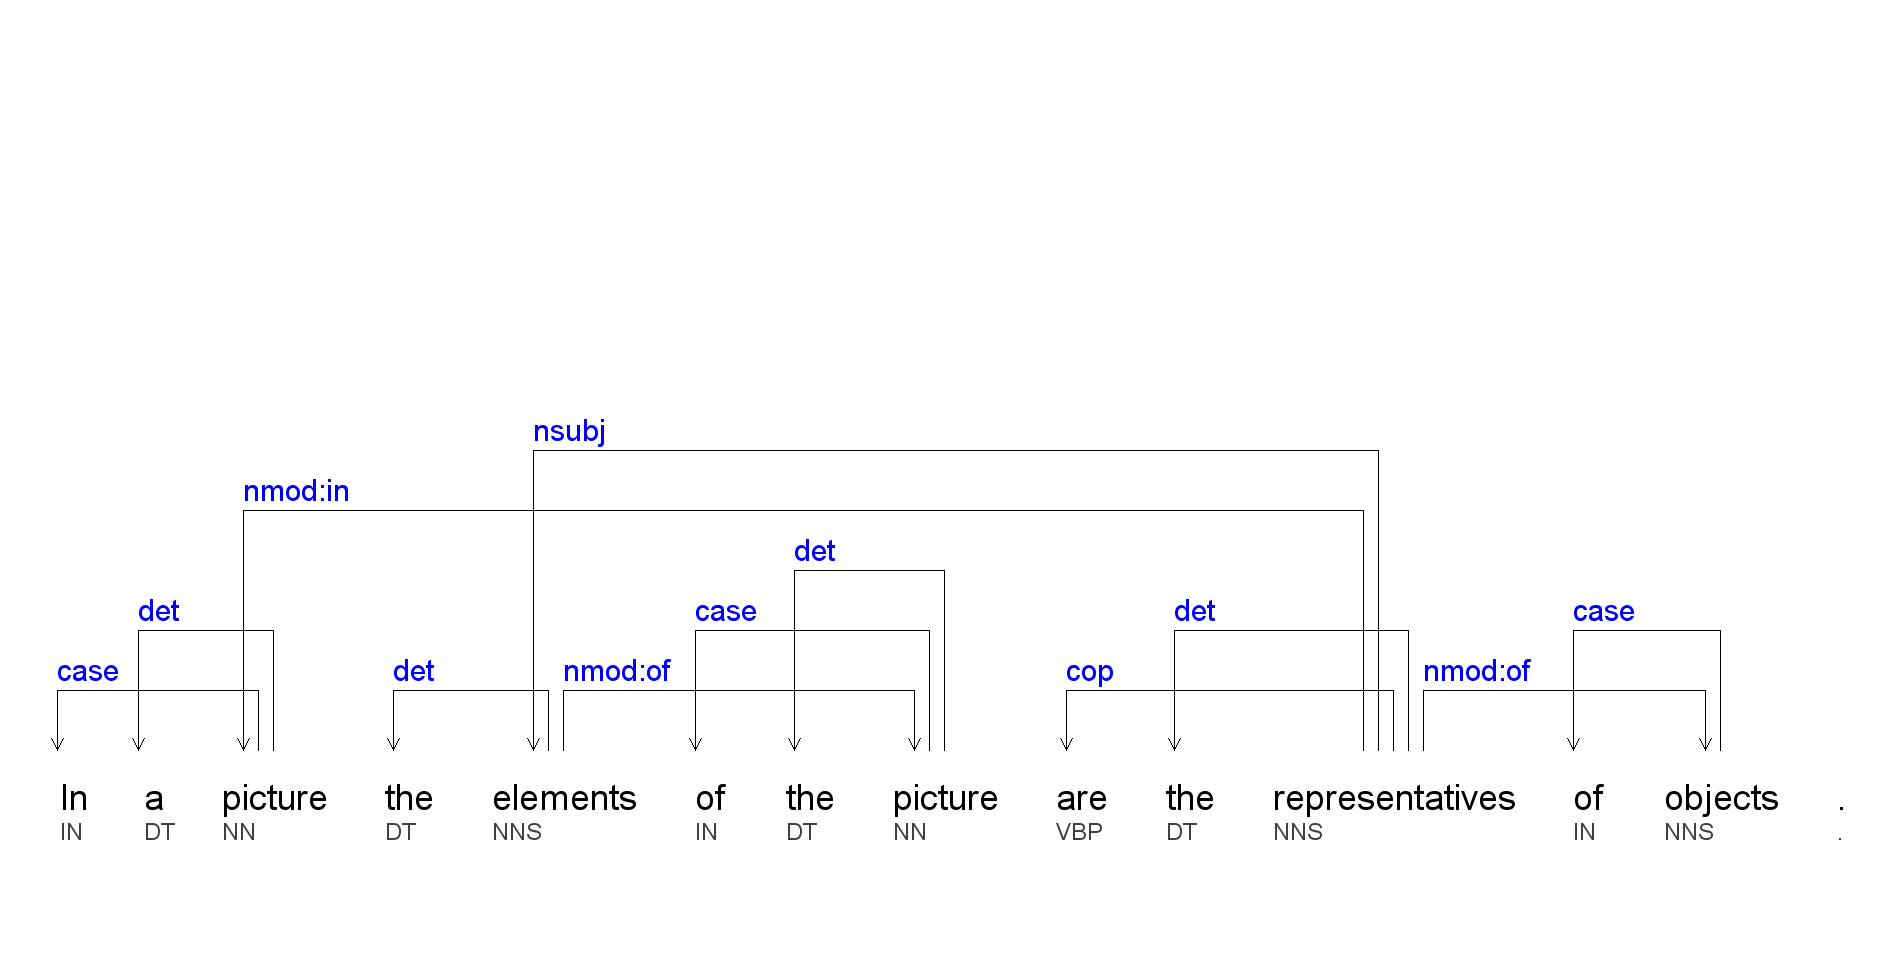 nsubj
nmod:in
det
det case det case
case det nmod:of cop nmod:of
In a picture the elements of the picture are the representatives of objects .
IN DT NN DT NNS IN DT NN VBP DT NNS IN NNS .